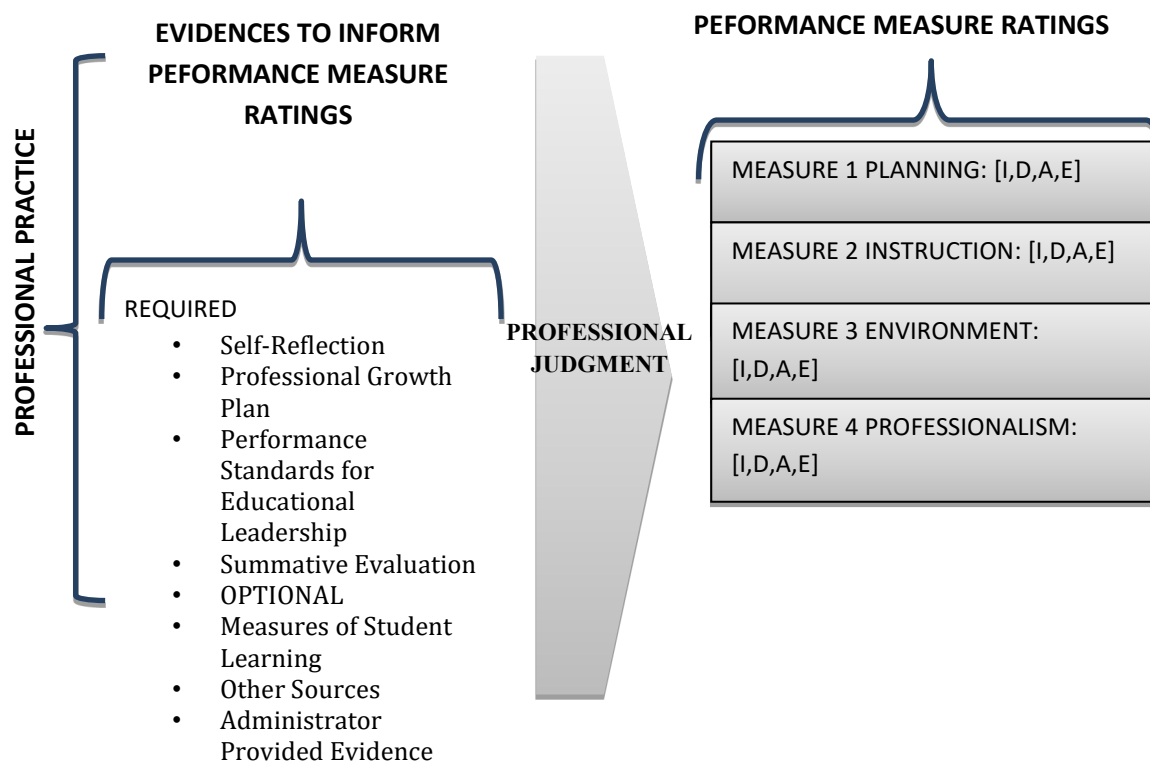 PROFESSIONAL PRACTICE
EVIDENCES TO INFORM
PEFORMANCE MEASURE
RATINGS
REQUIRED
• Self-Reflection
• Professional Growth
Plan
• Performance
Standards for
Educational
Leadership
• Summative Evaluation
• OPTIONAL
• Measures of Student
Learning
• Other Sources
• Administrator
Provided Evidence
PROFESSIONAL
JUDGMENT
PEFORMANCE MEASURE RATINGS
MEASURE 1 PLANNING: [I,D,A,E]
MEASURE 2 INSTRUCTION: [I,D,A,E]
MEASURE 3 ENVIRONMENT:
[I,D,A,E]
MEASURE 4 PROFESSIONALISM:
[I,D,A,E]